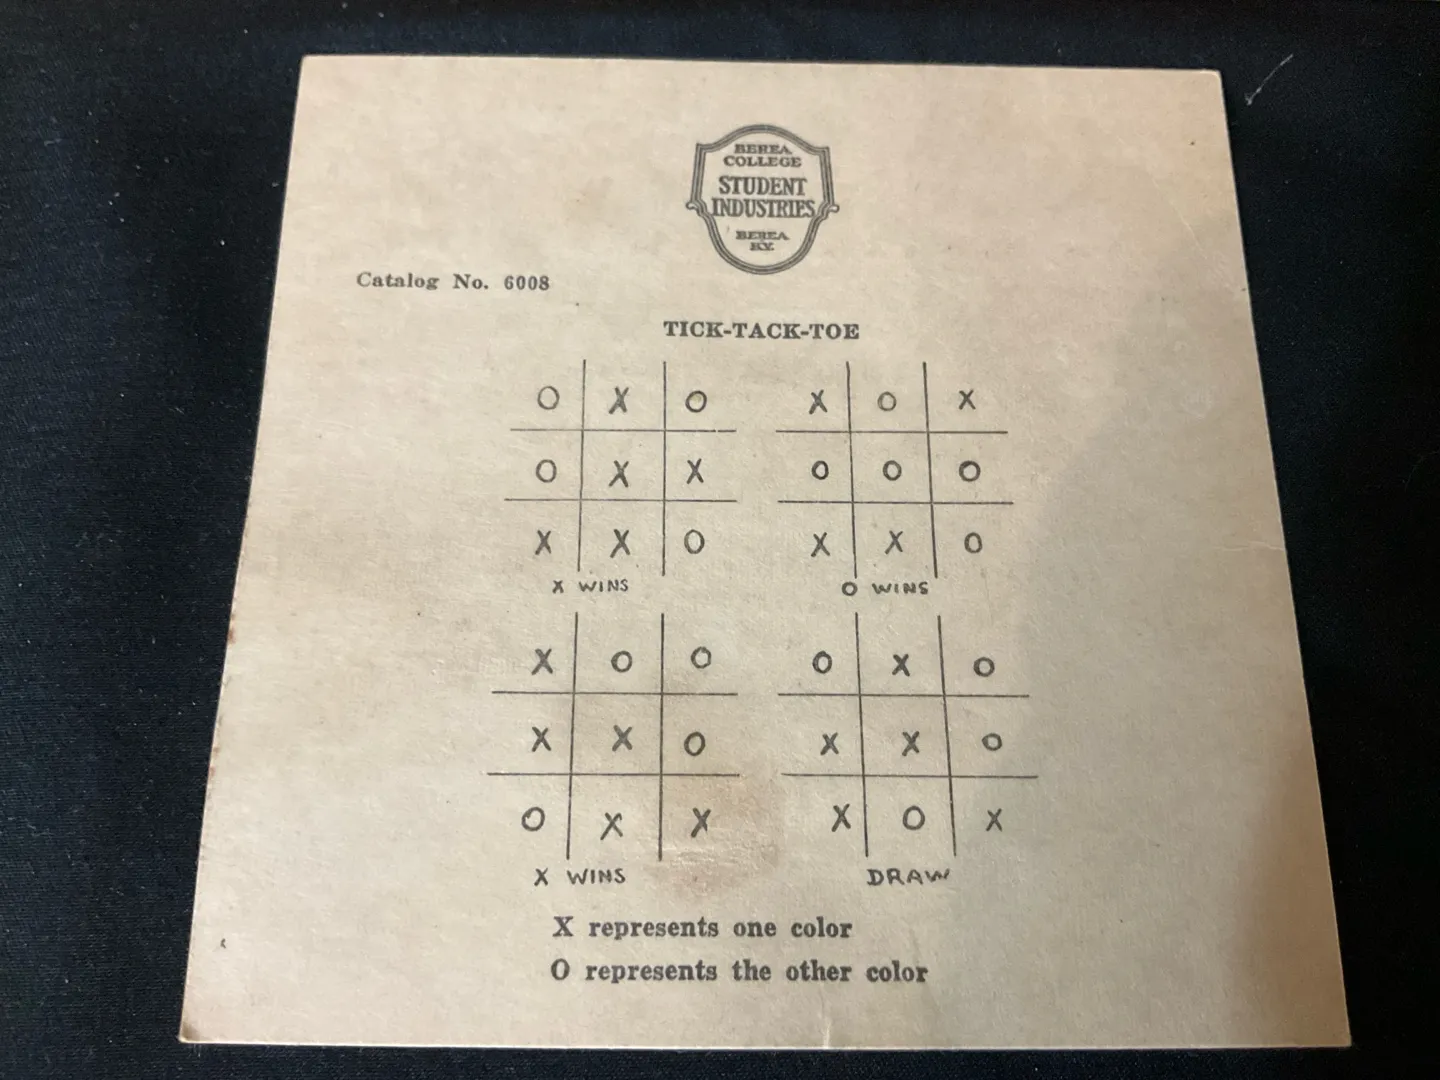 BEREA
COLLEGE
STUDENT
INDUSTRIES
BEREA
KY.
Catalog No. 6008
TICK-TACK-TOE
O X O
O X X
X X O
X WINS
X O X
O O O
X X O
O WINS
X O O
X X O
O X X
X WINS
O X O
X X O
X O X
DRAW
X represents one color
O represents the other color